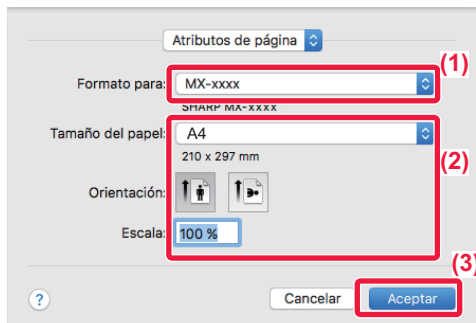 Atributos de página
(1)
Formato para: MX-xxxx
SHARP MX-xxxx
Tamaño del papel: A4
210 x 297 mm
(2)
Orientación:
Escala: 100 %
(3)
? Cancelar Aceptar